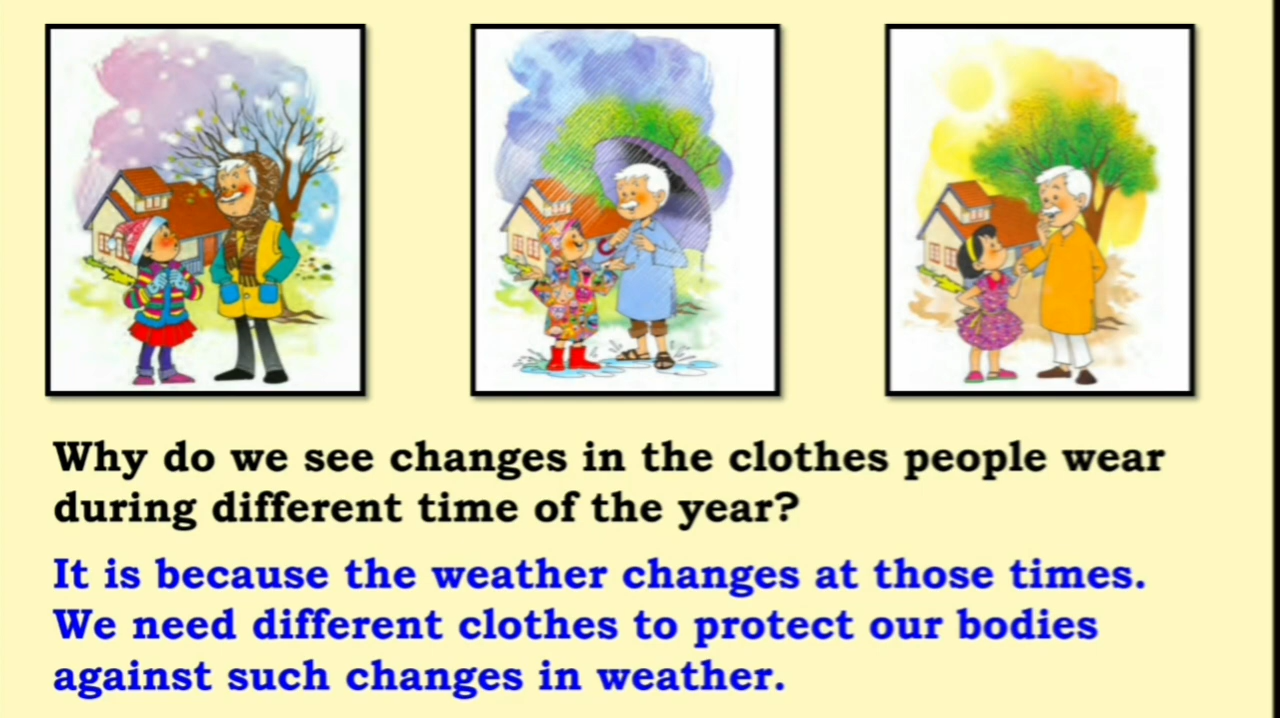 Why do we see changes in the clothes people wear
during different time of the year?
It is because the weather changes at those times.
We need different clothes to protect our bodies
against such changes in weather.